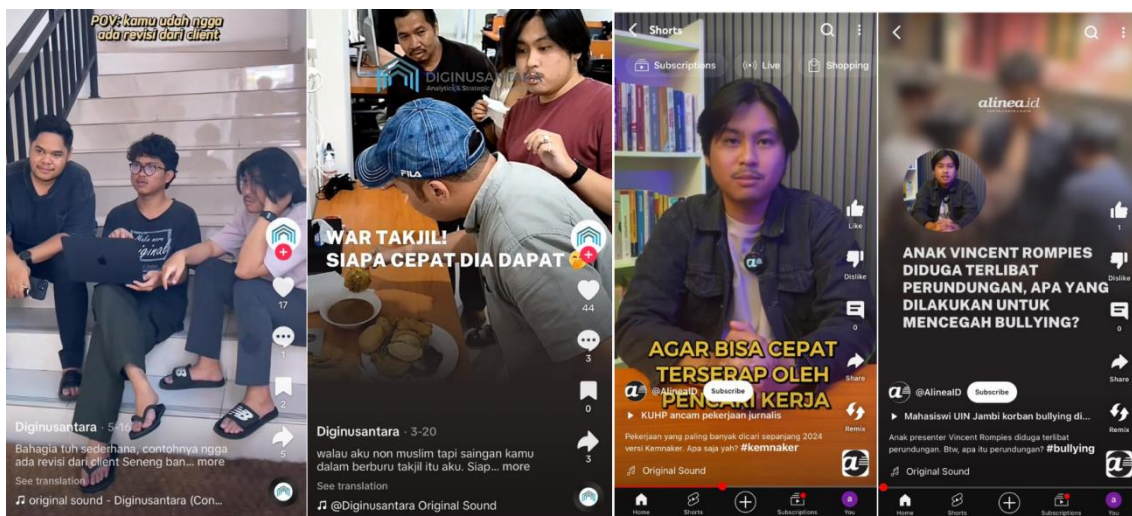 POV: kamu udah ngga
ada revisi dari client
17
1
2
5
Diginusantara · 5-16
Bahagia tuh sederhana, contohnya ngga
ada revisi dari client Seneng ban... more
See translation
original sound - Diginusantara (Con...
DIGINUSANTARA
Analytics & Strategic
FILA
WAR TAKJIL!
SIAPA CEPAT DIA DAPAT
44
3
0
3
Diginusantara · 3-20
walau aku non muslim tapi saingan kamu
dalam berburu takjil itu aku. Siap... more
See translation
@Diginusantara Original Sound
Shorts
Subscriptions
Live
Shopping
Like
Dislike
0
Share
Remix
AGAR BISA CEPAT
TERSERAP OLEH
PENCARI KERJA
@AlineaID
Subscribe
KUHP ancam pekerjaan jurnalis
Pekerjaan yang paling banyak dicari sepanjang 2024
versi Kemnaker. Apa saja yah? #kemnaker
Original Sound
Home
Shorts
Subscriptions
You
alinea.id
ANAK VINCENT ROMPIES
DIDUGA TERLIBAT
PERUNDUNGAN, APA YANG
DILAKUKAN UNTUK
MENCEGAH BULLYING?
1
Dislike
0
Share
Remix
@AlineaID
Subscribe
Mahasiswi UIN Jambi korban bullying di...
Anak presenter Vincent Rompies diduga terlibat
perundungan. Btw, apa itu perundungan? #bullying
Original Sound
Home
Shorts
Subscriptions
You